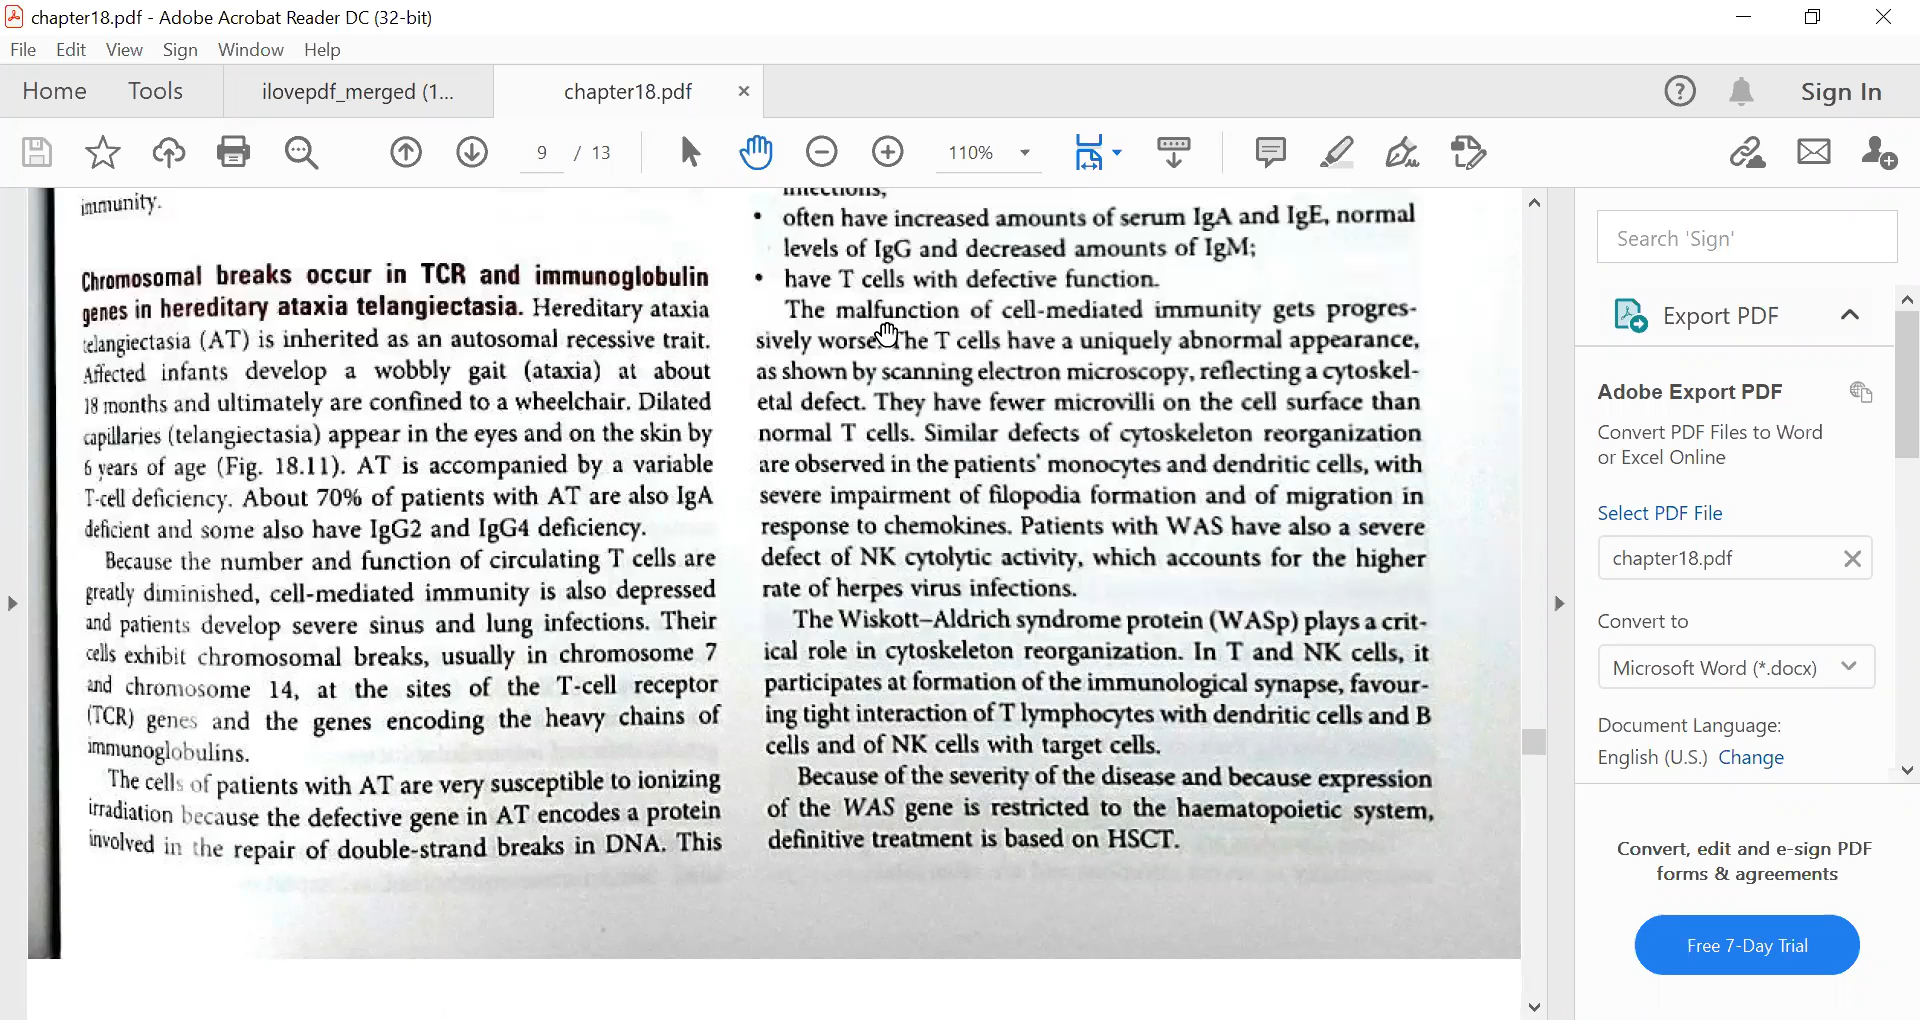 chapter18.pdf - Adobe Acrobat Reader DC (32-bit)
File Edit View Sign Window Help
Home Tools ilovepdf_merged (1... chapter18.pdf Sign In
9 / 13 110%
immunity.
Chromosomal breaks occur in TCR and immunoglobulin
genes in hereditary ataxia telangiectasia. Hereditary ataxia
telangiectasia (AT) is inherited as an autosomal recessive trait.
Affected infants develop a wobbly gait (ataxia) at about
18 months and ultimately are confined to a wheelchair. Dilated
capillaries (telangiectasia) appear in the eyes and on the skin by
6 years of age (Fig. 18.11). AT is accompanied by a variable
T-cell deficiency. About 70% of patients with AT are also IgA
deficient and some also have IgG2 and IgG4 deficiency.
Because the number and function of circulating T cells are
greatly diminished, cell-mediated immunity is also depressed
and patients develop severe sinus and lung infections. Their
cells exhibit chromosomal breaks, usually in chromosome 7
and chromosome 14, at the sites of the T-cell receptor
(TCR) genes and the genes encoding the heavy chains of
immunoglobulins.
The cells of patients with AT are very susceptible to ionizing
irradiation because the defective gene in AT encodes a protein
involved in the repair of double-strand breaks in DNA. This
infections,
• often have increased amounts of serum IgA and IgE, normal
levels of IgG and decreased amounts of IgM;
• have T cells with defective function.
The malfunction of cell-mediated immunity gets progres-
sively worse. The T cells have a uniquely abnormal appearance,
as shown by scanning electron microscopy, reflecting a cytoskel-
etal defect. They have fewer microvilli on the cell surface than
normal T cells. Similar defects of cytoskeleton reorganization
are observed in the patients' monocytes and dendritic cells, with
severe impairment of filopodia formation and of migration in
response to chemokines. Patients with WAS have also a severe
defect of NK cytolytic activity, which accounts for the higher
rate of herpes virus infections.
The Wiskott–Aldrich syndrome protein (WASp) plays a crit-
ical role in cytoskeleton reorganization. In T and NK cells, it
participates at formation of the immunological synapse, favour-
ing tight interaction of T lymphocytes with dendritic cells and B
cells and of NK cells with target cells.
Because of the severity of the disease and because expression
of the WAS gene is restricted to the haematopoietic system,
definitive treatment is based on HSCT.
Search 'Sign'
Export PDF
Adobe Export PDF
Convert PDF Files to Word
or Excel Online
Select PDF File
chapter18.pdf
Convert to
Microsoft Word (*.docx)
Document Language:
English (U.S.) Change
Convert, edit and e-sign PDF
forms & agreements
Free 7-Day Trial